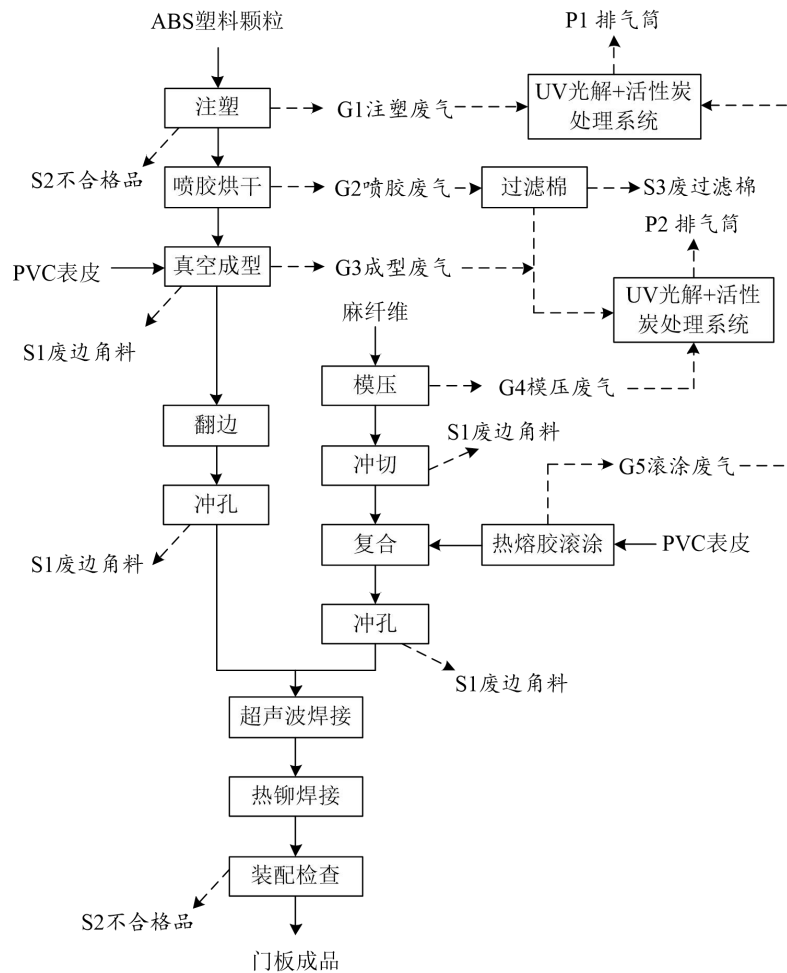 ABS塑料颗粒
P1 排气筒
注塑
G1注塑废气
UV光解+活性炭
处理系统
S2不合格品
喷胶烘干
G2喷胶废气
过滤棉
S3废过滤棉
P2 排气筒
PVC表皮
真空成型
G3成型废气
UV光解+活性
炭处理系统
麻纤维
S1废边角料
模压
G4模压废气
翻边
S1废边角料
冲切
G5滚涂废气
冲孔
复合
热熔胶滚涂
PVC表皮
S1废边角料
冲孔
S1废边角料
超声波焊接
热铆焊接
装配检查
S2不合格品
门板成品